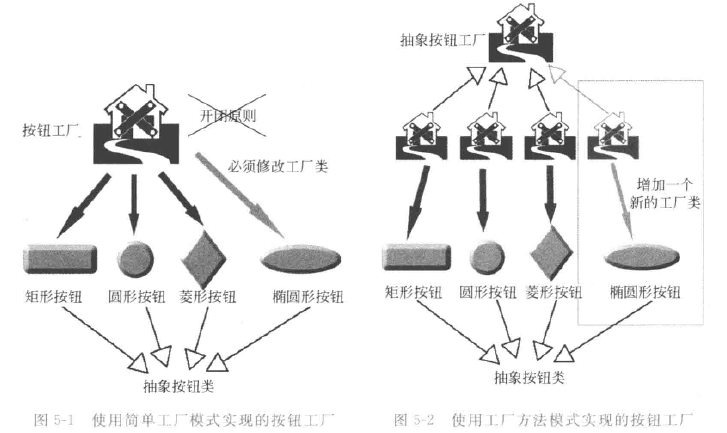 按钮工厂
开闭原则
必须修改工厂类
矩形按钮
圆形按钮
菱形按钮
椭圆形按钮
抽象按钮类
图 5-1 使用简单工厂模式实现的按钮工厂
抽象按钮工厂
增加一个
新的工厂类
矩形按钮
圆形按钮
菱形按钮
椭圆形按钮
抽象按钮类
图 5-2 使用工厂方法模式实现的按钮工厂